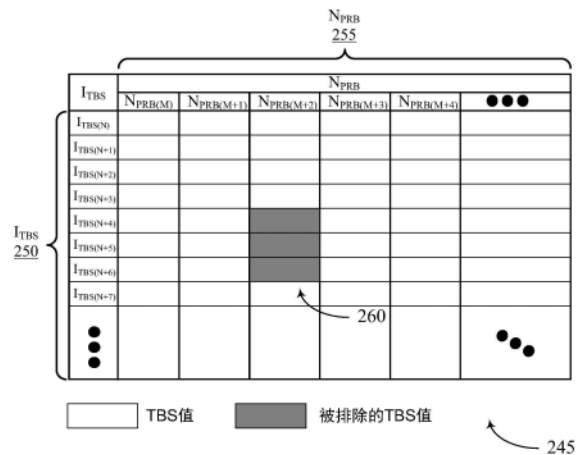 N_PRB
255
I_TBS N_PRB
N_PRB(M) N_PRB(M+1) N_PRB(M+2) N_PRB(M+3) N_PRB(M+4) ●●●
I_TBS(N)
I_TBS(N+1)
I_TBS(N+2)
I_TBS(N+3)
I_TBS(N+4)
I_TBS(N+5)
I_TBS(N+6)
I_TBS(N+7)
I_TBS
250
260
TBS值 被排除的TBS值
245